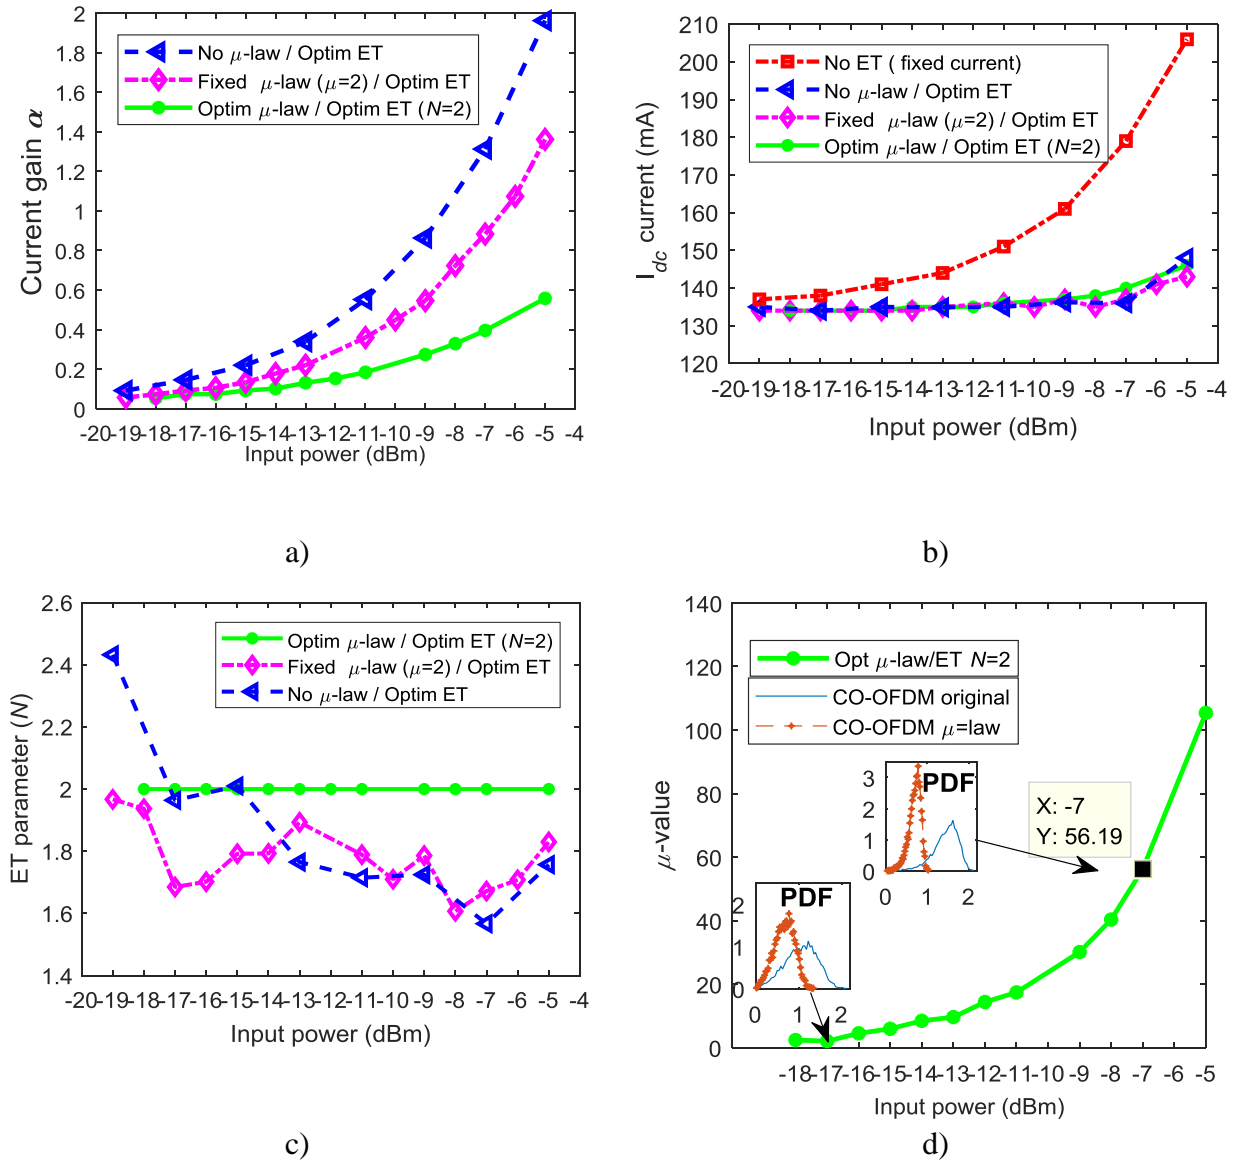 2
1.8
1.6
1.4
1.2
1
0.8
0.6
0.4
0.2
0
Current gain α
No μ-law / Optim ET
Fixed μ-law (μ=2) / Optim ET
Optim μ-law / Optim ET (N=2)
-20-19-18-17-16-15-14-13-12-11-10 -9 -8 -7 -6 -5 -4
Input power (dBm)
a)
210
200
190
180
170
160
150
140
130
120
I_dc current (mA)
No ET ( fixed current)
No μ-law / Optim ET
Fixed μ-law (μ=2) / Optim ET
Optim μ-law / Optim ET (N=2)
-20-19-18-17-16-15-14-13-12-11-10 -9 -8 -7 -6 -5 -4
Input power (dBm)
b)
2.6
2.4
2.2
2
1.8
1.6
1.4
ET parameter (N)
Optim μ-law / Optim ET (N=2)
Fixed μ-law (μ=2) / Optim ET
No μ-law / Optim ET
-20-19-18-17-16-15-14-13-12-11-10 -9 -8 -7 -6 -5 -4
Input power (dBm)
c)
140
120
100
80
60
40
20
0
μ-value
Opt μ-law/ET N=2
CO-OFDM original
CO-OFDM μ=law
3
2
1
0
PDF
0 1 2
X: -7
Y: 56.19
2
1
0
PDF
0 1 2
-18-17-16-15-14-13-12-11-10 -9 -8 -7 -6 -5
Input power (dBm)
d)